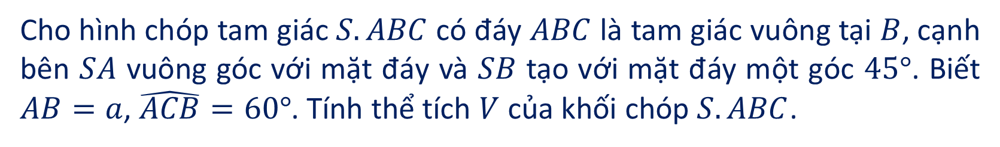 Cho hình chóp tam giác S. ABC có đáy ABC là tam giác vuông tại B, cạnh
bên SA vuông góc với mặt đáy và SB tạo với mặt đáy một góc 45°. Biết
AB = a, \widehat{ACB} = 60°. Tính thể tích V của khối chóp S. ABC.